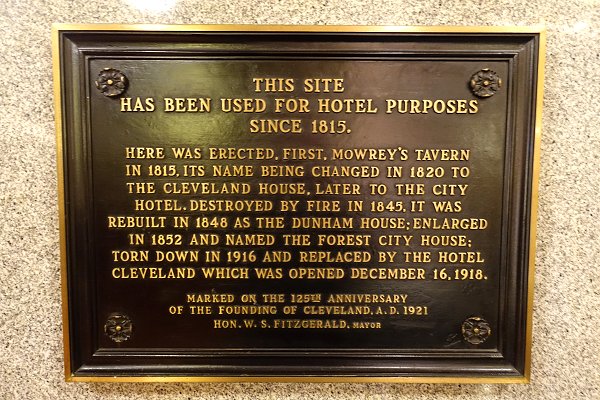 THIS SITE
HAS BEEN USED FOR HOTEL PURPOSES
SINCE 1815.
HERE WAS ERECTED, FIRST, MOWREY'S TAVERN
IN 1815, ITS NAME BEING CHANGED IN 1820 TO
THE CLEVELAND HOUSE, LATER TO THE CITY
HOTEL. DESTROYED BY FIRE IN 1845, IT WAS
REBUILT IN 1848 AS THE DUNHAM HOUSE; ENLARGED
IN 1852 AND NAMED THE FOREST CITY HOUSE;
TORN DOWN IN 1916 AND REPLACED BY THE HOTEL
CLEVELAND WHICH WAS OPENED DECEMBER 16, 1918.
MARKED ON THE 125TH ANNIVERSARY
OF THE FOUNDING OF CLEVELAND, A.D. 1921
HON. W. S. FITZGERALD, MAYOR